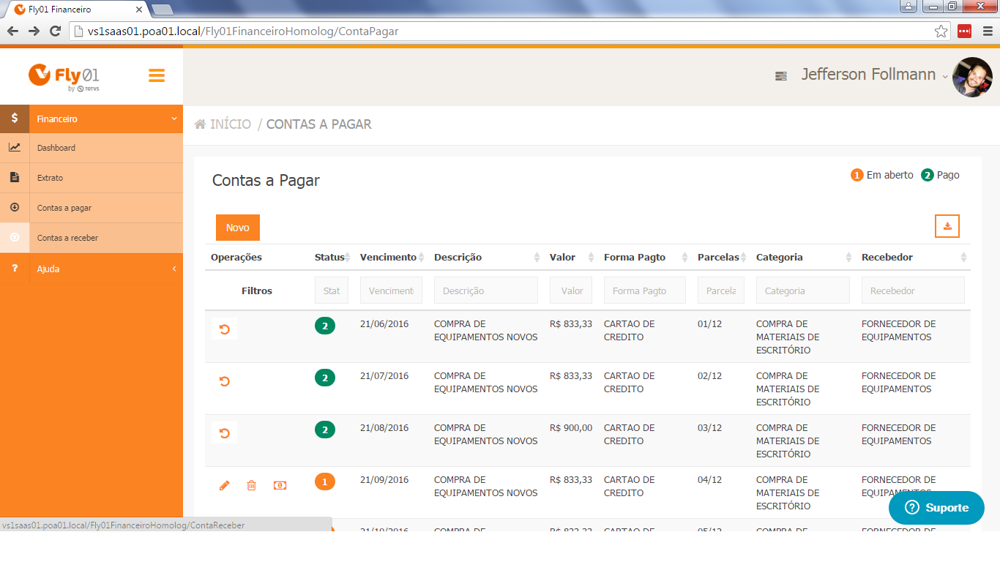 Fly01 Financeiro
vs1saas01.poa01.local/Fly01FinanceiroHomolog/ContaPagar
Fly01
by TOTVS
Jefferson Follmann
$ Financeiro
Dashboard
Extrato
Contas a pagar
Contas a receber
? Ajuda
INÍCIO / CONTAS A PAGAR
Contas a Pagar
1 Em aberto 2 Pago
Novo
Operações Status Vencimento Descrição Valor Forma Pagto Parcelas Categoria Recebedor
Filtros Stat Venciment Descrição Valor Forma Pagto Parcela Categoria Recebedor
2 21/06/2016 COMPRA DE R$ 833,33 CARTAO DE 01/12 COMPRA DE FORNECEDOR DE
EQUIPAMENTOS NOVOS CREDITO MATERIAIS DE EQUIPAMENTOS
ESCRITÓRIO
2 21/07/2016 COMPRA DE R$ 833,33 CARTAO DE 02/12 COMPRA DE FORNECEDOR DE
EQUIPAMENTOS NOVOS CREDITO MATERIAIS DE EQUIPAMENTOS
ESCRITÓRIO
2 21/08/2016 COMPRA DE R$ 900,00 CARTAO DE 03/12 COMPRA DE FORNECEDOR DE
EQUIPAMENTOS NOVOS CREDITO MATERIAIS DE EQUIPAMENTOS
ESCRITÓRIO
1 21/09/2016 COMPRA DE R$ 833,33 CARTAO DE 04/12 COMPRA DE FORNECEDOR DE
EQUIPAMENTOS NOVOS CREDITO MATERIAIS DE
ESCRITÓRIO
? Suporte
21/10/2016 COMPRA DE R$ 833,33 CARTAO DE 05/12 COMPRA DE FORNECEDOR DE
vs1saas01.poa01.local/Fly01FinanceiroHomolog/ContaReceber